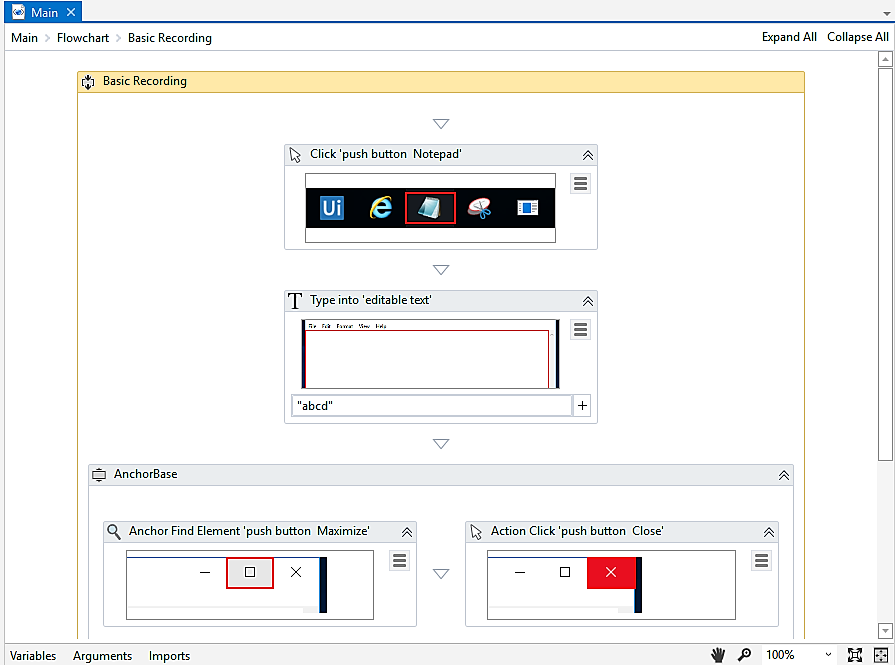 Main
Main Flowchart Basic Recording Expand All Collapse All
Basic Recording
Click 'push button Notepad'
Ui
Type into 'editable text'
File Edit Format View Help
"abcd"
AnchorBase
Anchor Find Element 'push button Maximize' Action Click 'push button Close'
Variables Arguments Imports 100%